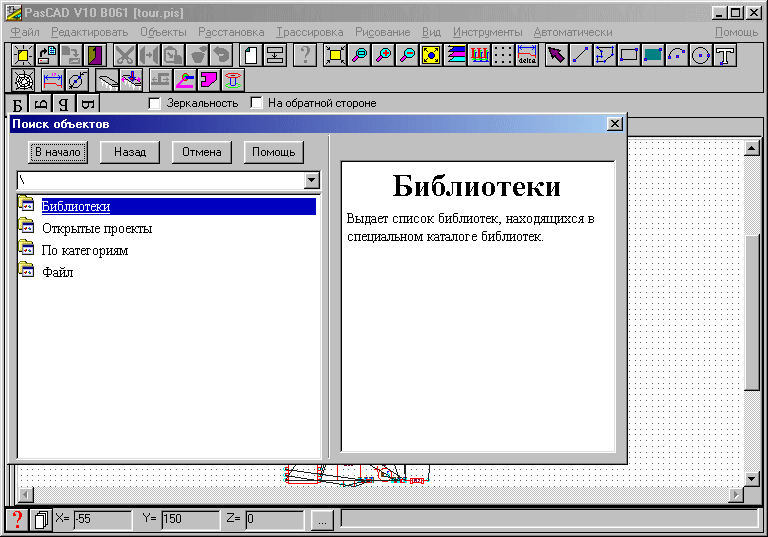 PasCAD V10 B061 [tour.pis]
Файл Редактировать Объекты Расстановка Трассировка Рисование Вид Инструменты Автоматически Помощь
delta
Зеркальность На обратной стороне
Поиск объектов
В начало Назад Отмена Помощь
\
Библиотеки
Открытые проекты
По категориям
Файл
Библиотеки
Выдает список библиотек, находящихся в
специальном каталоге библиотек.
X= -55 Y= 150 Z= 0 ...